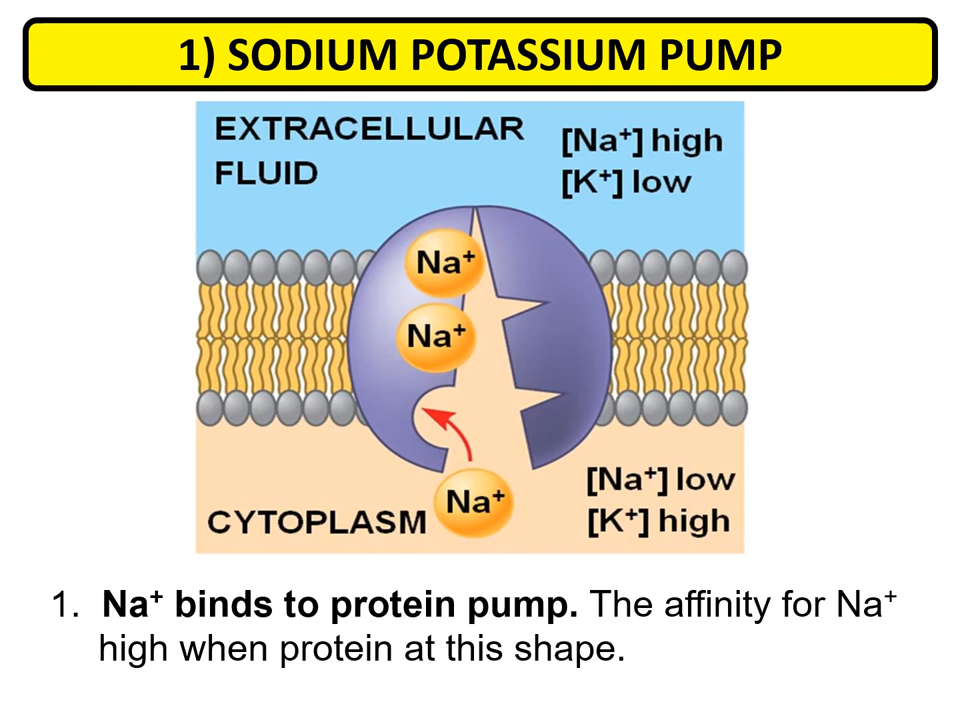 1) SODIUM POTASSIUM PUMP
EXTRACELLULAR
FLUID
[Na⁺] high
[K⁺] low
Na⁺
Na⁺
Na⁺
CYTOPLASM
[Na⁺] low
[K⁺] high
1. Na⁺ binds to protein pump. The affinity for Na⁺
high when protein at this shape.